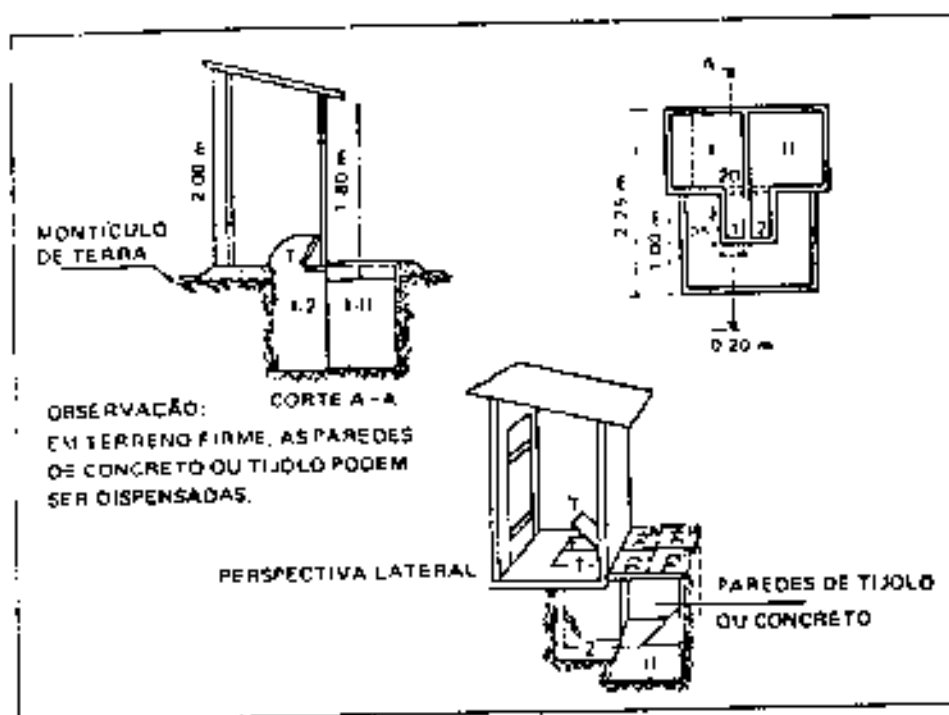 2.00 m
1.80 m
MONTÍCULO
DE TERRA
T
1-2
I-II
CORTE A-A
A
I
II
20
1
2
2.25 m
1.00 m
0.20 m
OBSERVAÇÃO:
EM TERRENO FIRME, AS PAREDES
DE CONCRETO OU TIJOLO PODEM
SER DISPENSADAS.
T
1
PERSPECTIVA LATERAL
PAREDES DE TIJOLO
OU CONCRETO
2
II